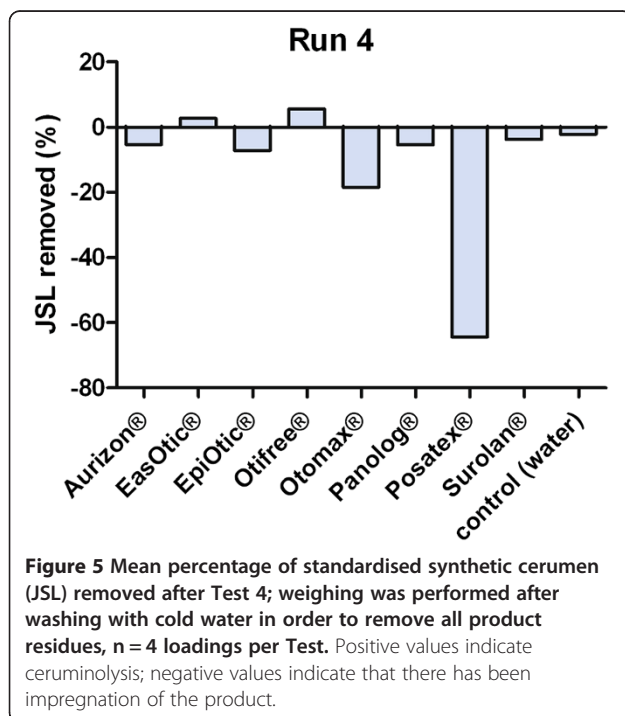 Run 4
JSL removed (%)
20
0
-20
-40
-60
-80
Aurizon®
EasOtic®
EpiOtic®
Otifree®
Otomax®
Panolog®
Posatex®
Surolan®
control (water)
Figure 5 Mean percentage of standardised synthetic cerumen
(JSL) removed after Test 4; weighing was performed after
washing with cold water in order to remove all product
residues, n = 4 loadings per Test. Positive values indicate
ceruminolysis; negative values indicate that there has been
impregnation of the product.